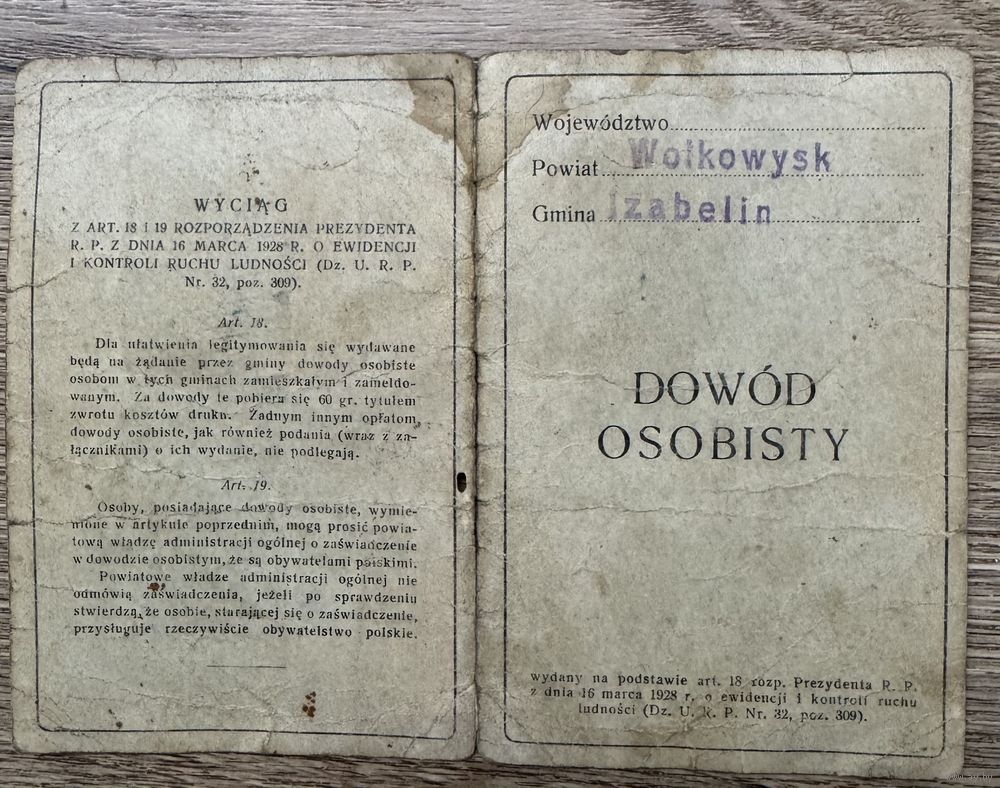 WYCIĄG
Z ART. 18 i 19 ROZPORZĄDZENIA PREZYDENTA
R. P. Z DNIA 16 MARCA 1928 R. O EWIDENCJI
I KONTROLI RUCHU LUDNOŚCI (Dz. U. R. P.
Nr. 32, poz. 309).
Art. 18.
Dla ułatwienia legitymowania się wydawane
będą na żądanie przez gminy dowody osobiste
osobom w tych gminach zamieszkałym i zameldo-
wanym. Za dowody te pobiera się 60 gr. tytułem
zwrotu kosztów druku. Żadnym innym opłatom,
dowody osobiste, jak również podania (wraz z za-
łącznikami) o ich wydanie, nie podlegają.
Art. 19.
Osoby, posiadające dowody osobiste, wymie-
nione w artykule poprzednim, mogą prosić powia-
tową władzę administracji ogólnej o zaświadczenie
w dowodzie osobistym, że są obywatelami polskimi.
Powiatowe władze administracji ogólnej nie
odmówią zaświadczenia, jeżeli po sprawdzeniu
stwierdzą, że osobie, starającej się o zaświadczenie,
przysługuje rzeczywiście obywatelstwo polskie.
Województwo
Powiat Wołkowysk
Gmina Izabelin
DOWÓD
OSOBISTY
wydany na podstawie art. 18 rozp. Prezydenta R. P.
z dnia 16 marca 1928 r. o ewidencji i kontroli ruchu
ludności (Dz. U. R. P. Nr. 32, poz. 309).